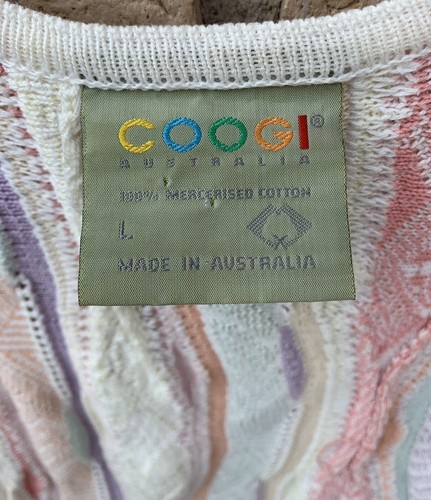 COOGI®
AUSTRALIA
100% MERCERISED COTTON
L
MADE IN AUSTRALIA